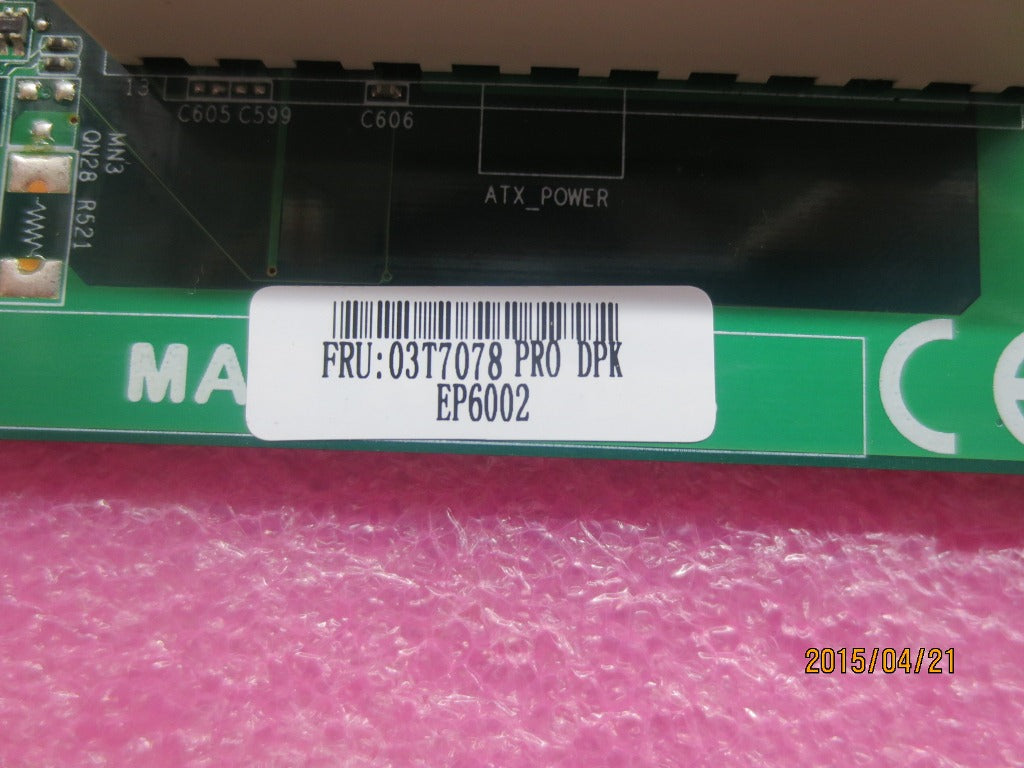 13
C605 C599
C606
MN3
QN28 R521
ATX_POWER
MA
FRU:03T7078 PRO DPK
EP6002
CE
2015/04/21